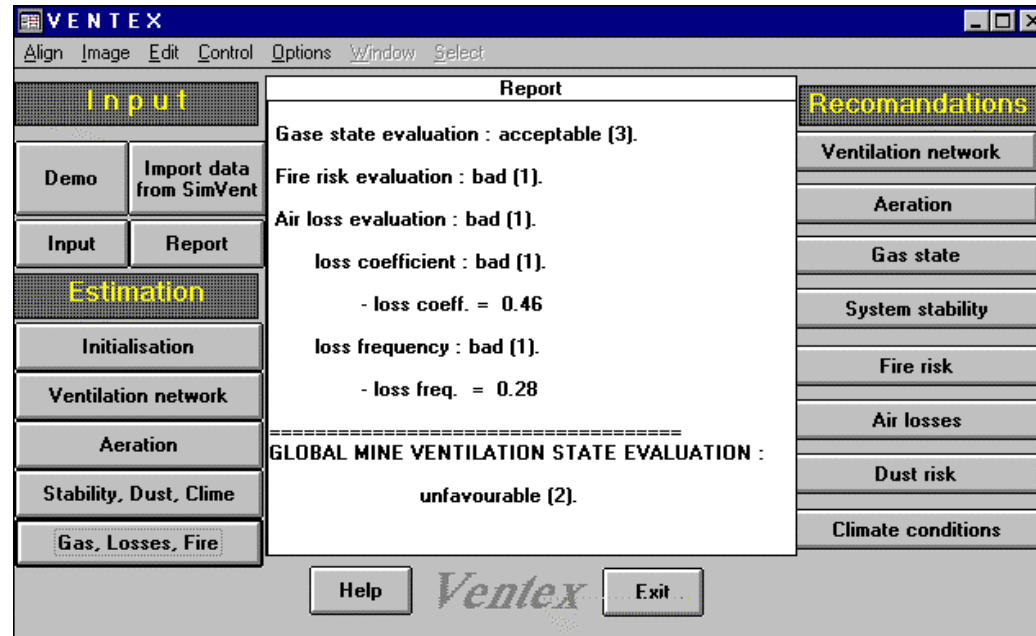 V E N T E X
Align Image Edit Control Options Window Select
Input
Demo
Import data
from SimVent
Input
Report
Estimation
Initialisation
Ventilation network
Aeration
Stability, Dust, Clime
Gas, Losses, Fire
Report
Gase state evaluation : acceptable (3).
Fire risk evaluation : bad (1).
Air loss evaluation : bad (1).
loss coefficient : bad (1).
- loss coeff. = 0.46
loss frequency : bad (1).
- loss freq. = 0.28
====================================
GLOBAL MINE VENTILATION STATE EVALUATION :
unfavourable (2).
Recomandations
Ventilation network
Aeration
Gas state
System stability
Fire risk
Air losses
Dust risk
Climate conditions
Help
Ventex
Exit